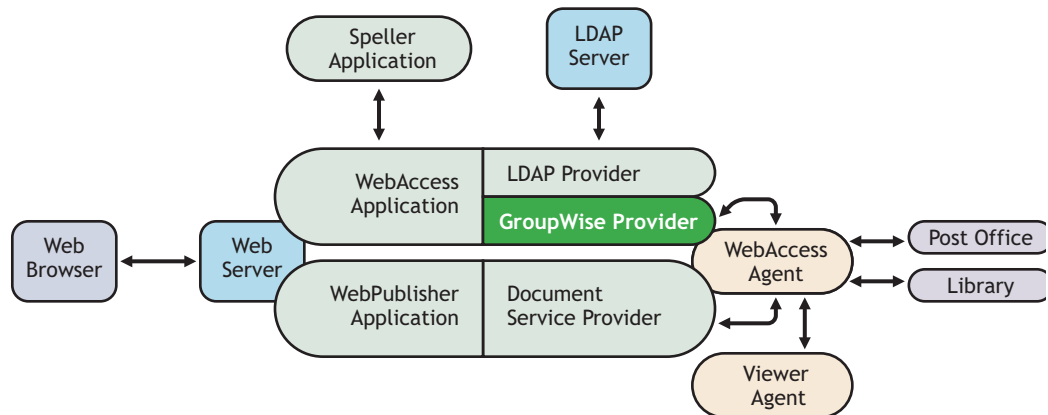 Speller
Application
LDAP
Server
WebAccess
Application
LDAP Provider
GroupWise Provider
Web
Browser
Web
Server
WebAccess
Agent
Post Office
Library
WebPublisher
Application
Document
Service Provider
Viewer
Agent